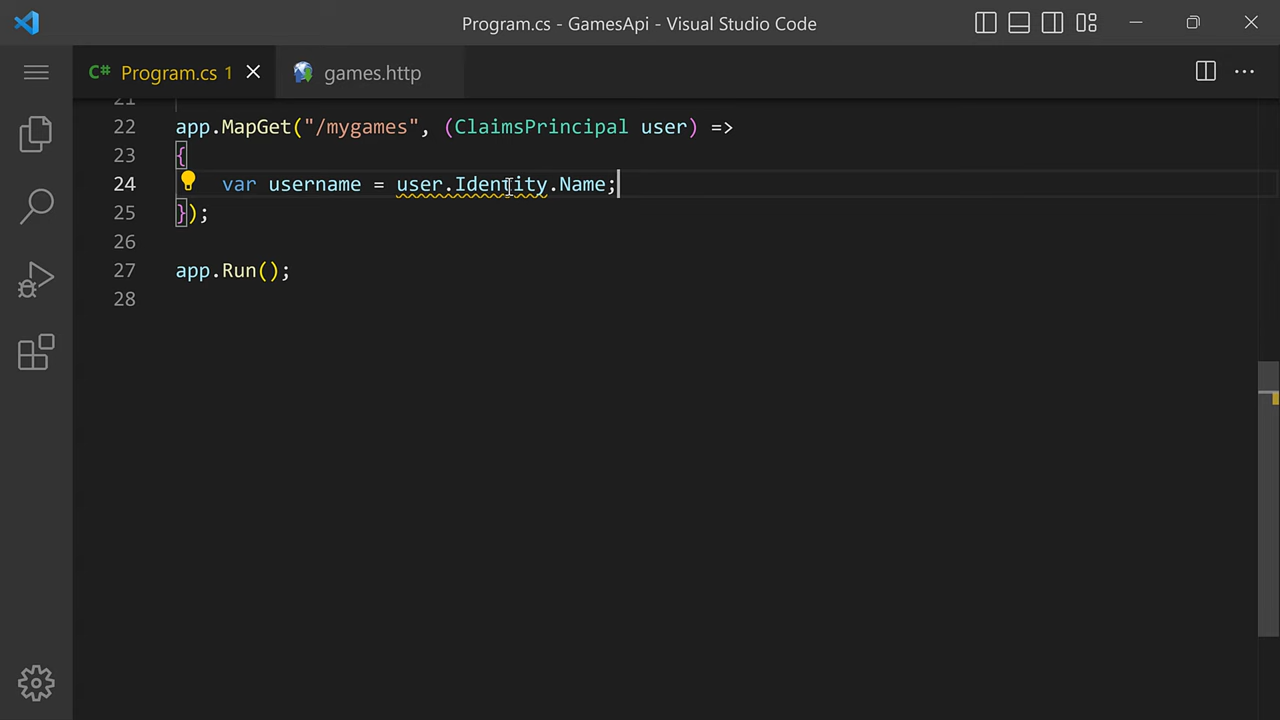 Program.cs - GamesApi - Visual Studio Code
C# Program.cs 1
games.http
21
22 app.MapGet("/mygames", (ClaimsPrincipal user) =>
23 {
24 var username = user.Identity.Name;
25 });
26
27 app.Run();
28